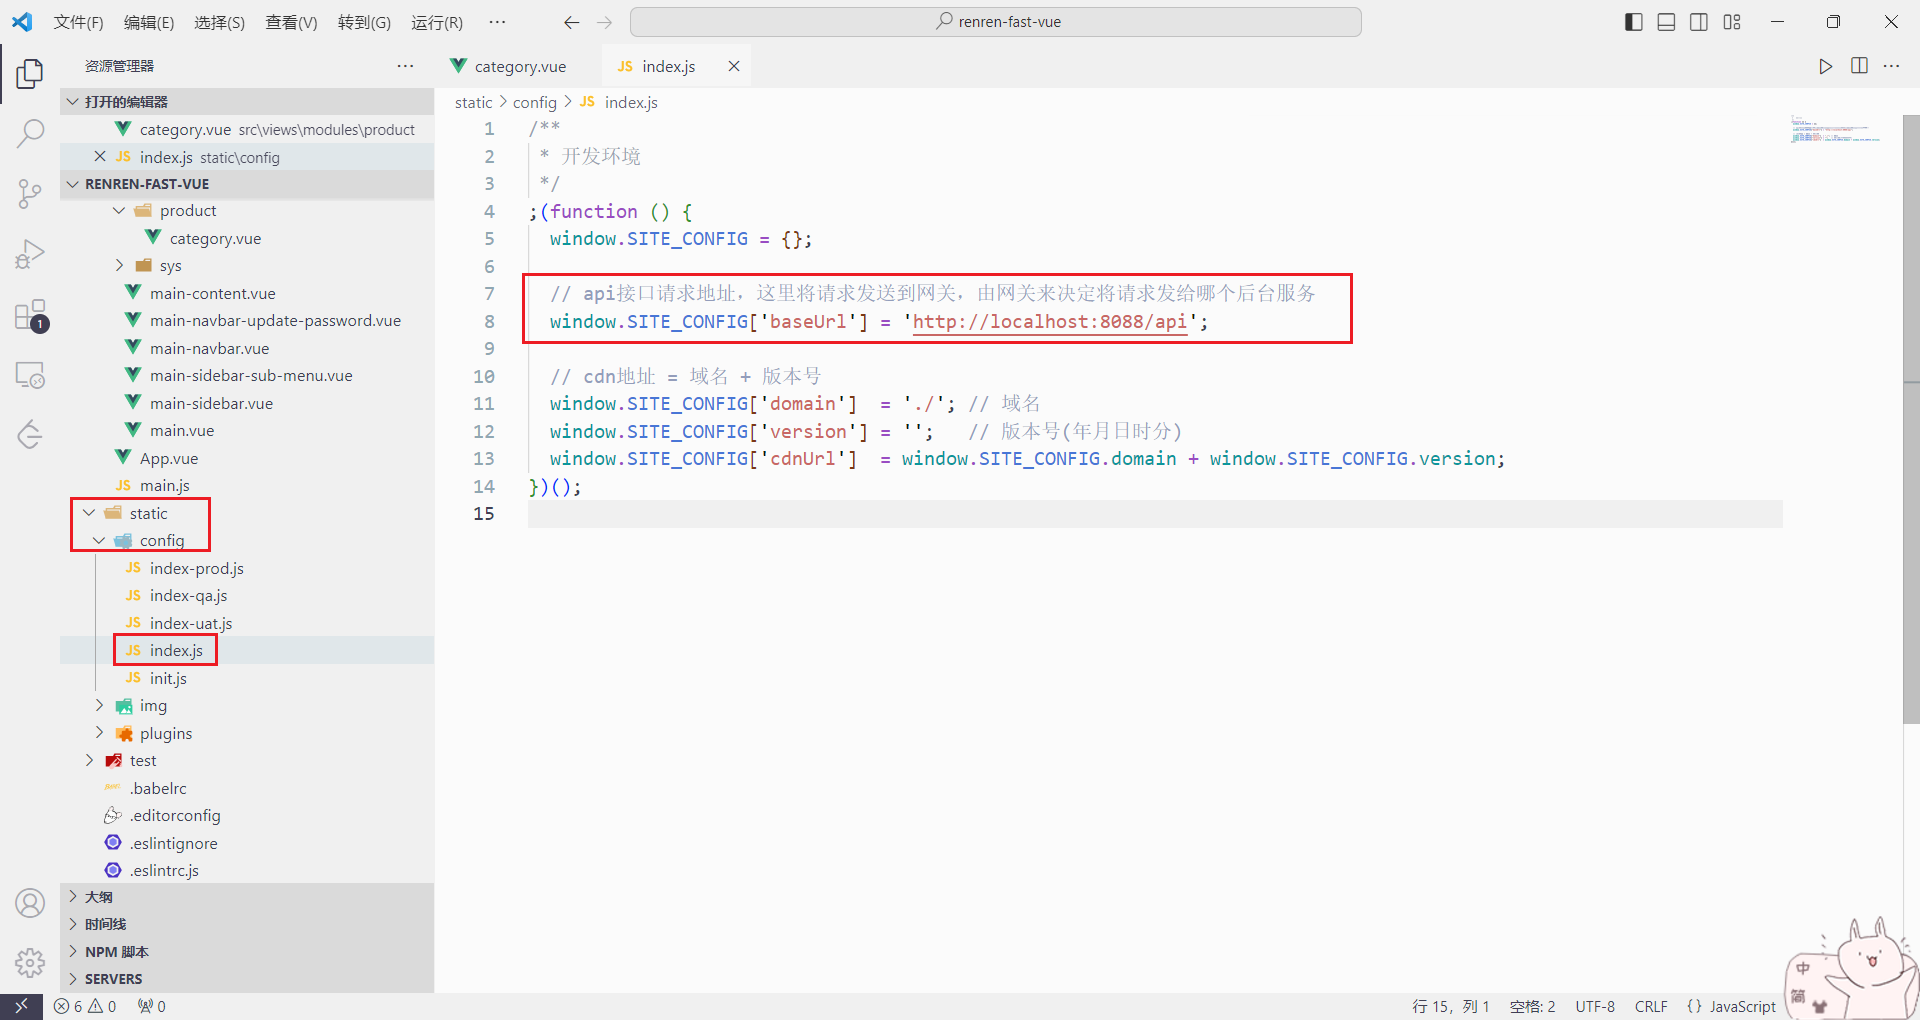 文件(F) 编辑(E) 选择(S) 查看(V) 转到(G) 运行(R) ··· renren-fast-vue
资源管理器 ···
category.vue JS index.js
打开的编辑器
category.vue src\views\modules\product
JS index.js static\config
RENREN-FAST-VUE
product
category.vue
sys
main-content.vue
main-navbar-update-password.vue
main-navbar.vue
main-sidebar-sub-menu.vue
main-sidebar.vue
main.vue
App.vue
JS main.js
static
config
JS index-prod.js
JS index-qa.js
JS index-uat.js
JS index.js
JS init.js
img
plugins
test
.babelrc
.editorconfig
.eslintignore
.eslintrc.js
大纲
时间线
NPM 脚本
SERVERS
1
static > config > JS index.js
1 /**
2 * 开发环境
3 */
4 ;(function () {
5 window.SITE_CONFIG = {};
6
7 // api接口请求地址，这里将请求发送到网关，由网关来决定将请求发给哪个后台服务
8 window.SITE_CONFIG['baseUrl'] = 'http://localhost:8088/api';
9
10 // cdn地址 = 域名 + 版本号
11 window.SITE_CONFIG['domain'] = './'; // 域名
12 window.SITE_CONFIG['version'] = ''; // 版本号(年月日时分)
13 window.SITE_CONFIG['cdnUrl'] = window.SITE_CONFIG.domain + window.SITE_CONFIG.version;
14 })();
15
中
简
6 0 0 行 15，列 1 空格: 2 UTF-8 CRLF {} JavaScript